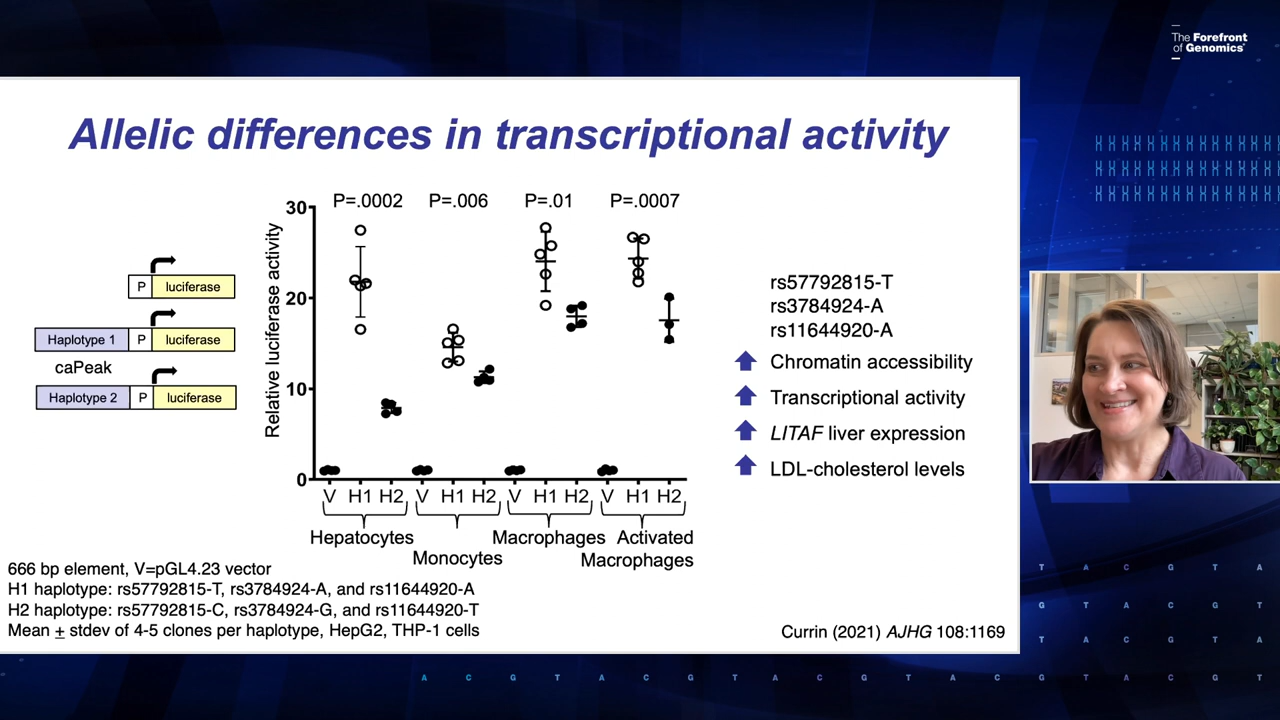 The Forefront
of Genomics®
Allelic differences in transcriptional activity
P
luciferase
Haplotype 1
P
luciferase
caPeak
Haplotype 2
P
luciferase
Relative luciferase activity
30
20
10
0
P=.0002 P=.006 P=.01 P=.0007
V H1 H2 V H1 H2 V H1 H2 V H1 H2
Hepatocytes
Monocytes
Macrophages
Activated
Macrophages
rs57792815-T
rs3784924-A
rs11644920-A
Chromatin accessibility
Transcriptional activity
LITAF liver expression
LDL-cholesterol levels
666 bp element, V=pGL4.23 vector
H1 haplotype: rs57792815-T, rs3784924-A, and rs11644920-A
H2 haplotype: rs57792815-C, rs3784924-G, and rs11644920-T
Mean ± stdev of 4-5 clones per haplotype, HepG2, THP-1 cells
Currin (2021) AJHG 108:1169
T A C G T A
G T A C G T
T A C G T A
A C G T A C G T A C G T A C G T A C G T